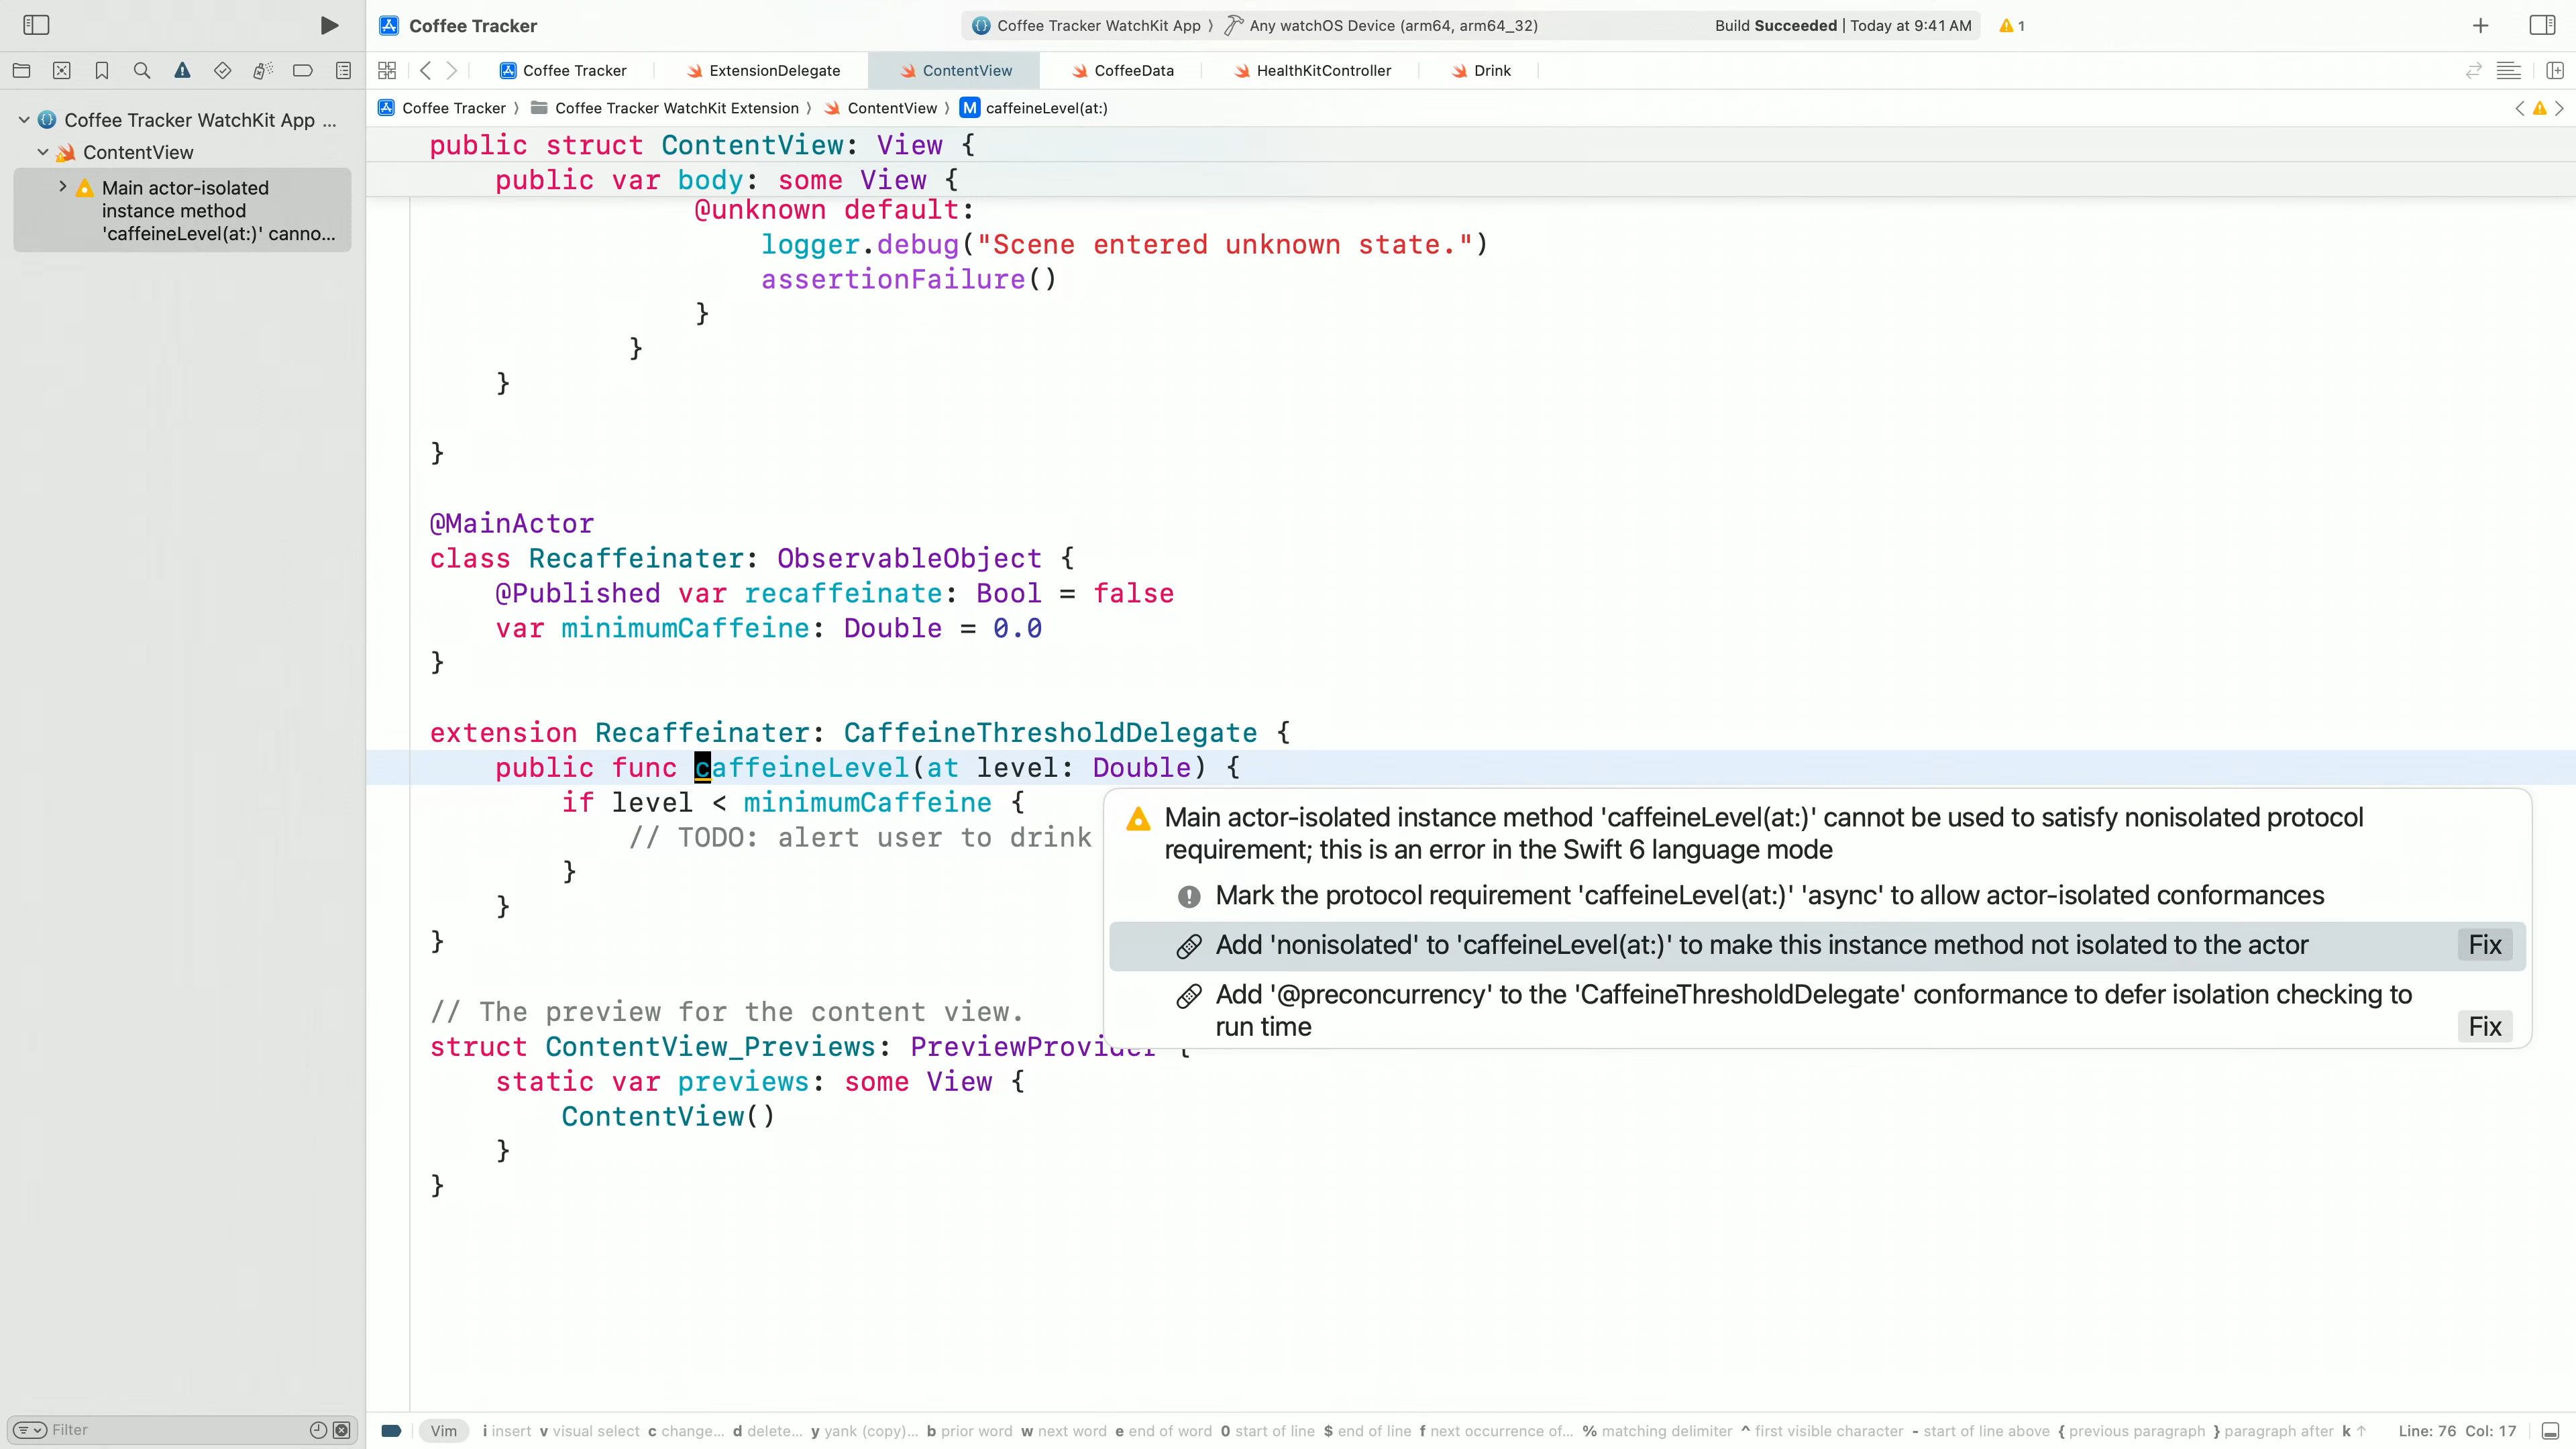 Coffee Tracker
Coffee Tracker WatchKit App 〉 Any watchOS Device (arm64, arm64_32)
Build Succeeded | Today at 9:41 AM
1
Coffee Tracker
ExtensionDelegate
ContentView
CoffeeData
HealthKitController
Drink
Coffee Tracker 〉 Coffee Tracker WatchKit Extension 〉 ContentView 〉 M caffeineLevel(at:)
Coffee Tracker WatchKit App ...
ContentView
Main actor-isolated
instance method
'caffeineLevel(at:)' canno...
public struct ContentView: View {
public var body: some View {
@unknown default:
logger.debug("Scene entered unknown state.")
assertionFailure()
}
}
}
}
@MainActor
class Recaffeinater: ObservableObject {
@Published var recaffeinate: Bool = false
var minimumCaffeine: Double = 0.0
}
extension Recaffeinater: CaffeineThresholdDelegate {
public func caffeineLevel(at level: Double) {
if level < minimumCaffeine {
// TODO: alert user to drink
}
}
}
Main actor-isolated instance method 'caffeineLevel(at:)' cannot be used to satisfy nonisolated protocol
requirement; this is an error in the Swift 6 language mode
Mark the protocol requirement 'caffeineLevel(at:)' 'async' to allow actor-isolated conformances
Add 'nonisolated' to 'caffeineLevel(at:)' to make this instance method not isolated to the actor Fix
Add '@preconcurrency' to the 'CaffeineThresholdDelegate' conformance to defer isolation checking to
run time Fix
// The preview for the content view.
struct ContentView_Previews: PreviewProvider {
static var previews: some View {
ContentView()
}
}
Filter
Vim
i insert v visual select c change... d delete... y yank (copy)... b prior word w next word e end of word 0 start of line $ end of line f next occurrence of... % matching delimiter ^ first visible character - start of line above { previous paragraph } paragraph after k ↑
Line: 76 Col: 17